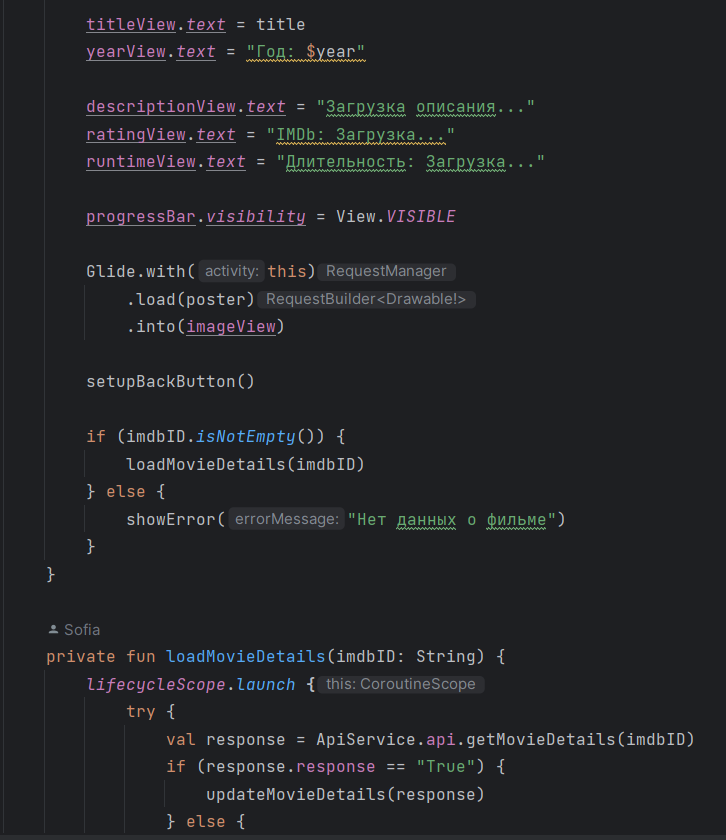 titleView.text = title
yearView.text = "Год: $year"
descriptionView.text = "Загрузка описания..."
ratingView.text = "IMDb: Загрузка..."
runtimeView.text = "Длительность: Загрузка..."
progressBar.visibility = View.VISIBLE
Glide.with( activity: this) RequestManager
.load(poster) RequestBuilder<Drawable!>
.into(imageView)
setupBackButton()
if (imdbID.isNotEmpty()) {
loadMovieDetails(imdbID)
} else {
showError( errorMessage: "Нет данных о фильме")
}
}
Sofia
private fun loadMovieDetails(imdbID: String) {
lifecycleScope.launch { this: CoroutineScope
try {
val response = ApiService.api.getMovieDetails(imdbID)
if (response.response == "True") {
updateMovieDetails(response)
} else {